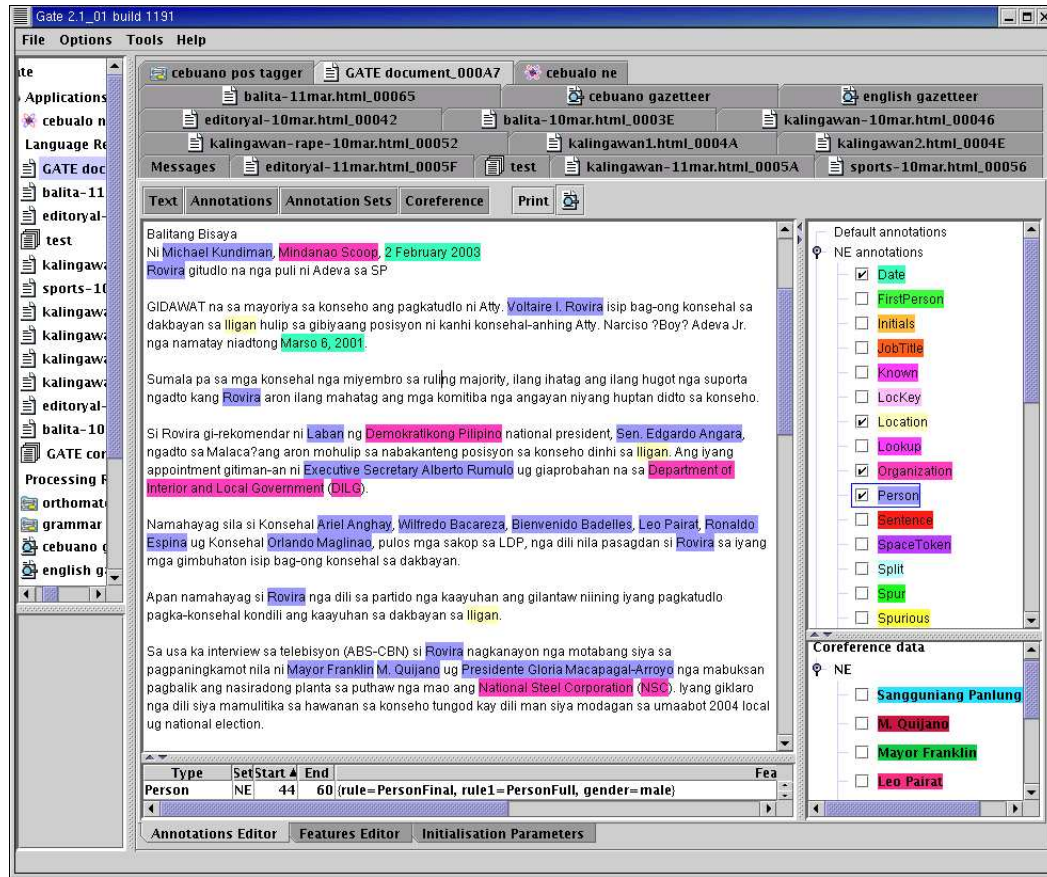 Gate 2.1_01 build 1191
File Options Tools Help
ate
Applications
cebualo n
Language Re
GATE doc
balita-11
editoryal-
test
kalingawa
sports-10
kalingawa
kalingawa
kalingawa
kalingawa
editoryal-
balita-10
GATE cor
Processing R
orthomat
grammar
cebuano g
english ga
cebuano pos tagger GATE document_000A7 cebualo ne
balita-11mar.html_00065 cebuano gazetteer english gazetteer
editoryal-10mar.html_00042 balita-10mar.html_0003E kalingawan-10mar.html_00046
kalingawan-rape-10mar.html_00052 kalingawan1.html_0004A kalingawan2.html_0004E
Messages editoryal-11mar.html_0005F test kalingawan-11mar.html_0005A sports-10mar.html_00056
Text Annotations Annotation Sets Coreference Print
Balitang Bisaya
Ni Michael Kundiman, Mindanao Scoop, 2 February 2003
Rovira gitudlo na nga puli ni Adeva sa SP
GIDAWAT na sa mayoriya sa konseho ang pagkatudlo ni Atty. Voltaire I. Rovira isip bag-ong konsehal sa
dakbayan sa Iligan hulip sa gibiyaang posisyon ni kanhi konsehal-anhing Atty. Narciso ?Boy? Adeva Jr.
nga namatay niadtong Marso 6, 2001.
Sumala pa sa mga konsehal nga miyembro sa ruling majority, ilang ihatag ang ilang hugot nga suporta
ngadto kang Rovira aron ilang mahatag ang mga komitiba nga angayan niyang huptan didto sa konseho.
Si Rovira gi-rekomendar ni Laban ng Demokratikong Pilipino national president, Sen. Edgardo Angara,
ngadto sa Malaca?ang aron mohulip sa nabakanteng posisyon sa konseho dinhi sa Iligan. Ang iyang
appointment gitiman-an ni Executive Secretary Alberto Rumulo ug giaprobahan na sa Department of
Interior and Local Government (DILG).
Namahayag sila si Konsehal Ariel Anghay, Wilfredo Bacareza, Bienvenido Badelles, Leo Pairat, Ronaldo
Espina ug Konsehal Orlando Maglinao, pulos mga sakop sa LDP, nga dili nila pasagdan si Rovira sa iyang
mga gimbuhaton isip bag-ong konsehal sa dakbayan.
Apan namahayag si Rovira nga dili sa partido nga kaayuhan ang gilantaw niining iyang pagkatudlo
pagka-konsehal kondili ang kaayuhan sa dakbayan sa Iligan.
Sa usa ka interview sa telebisyon (ABS-CBN) si Rovira nagkanayon nga motabang siya sa
pagpaningkamot nila ni Mayor Franklin M. Quijano ug Presidente Gloria Macapagal-Arroyo nga mabuksan
pagbalik ang nasiradong planta sa puthaw nga mao ang National Steel Corporation (NSC). Iyang giklaro
nga dili siya mamulitika sa hawanan sa konseho tungod kay dili man siya modagan sa umaabot 2004 local
ug national election.
Type Set Start End Fea
Person NE 44 60 {rule=PersonFinal, rule1=PersonFull, gender=male}
Annotations Editor Features Editor Initialisation Parameters
Default annotations
NE annotations
Date
FirstPerson
Initials
JobTitle
Known
LocKey
Location
Lookup
Organization
Person
Sentence
SpaceToken
Split
Spur
Spurious
Coreference data
NE
Sangguniang Panlung
M. Quijano
Mayor Franklin
Leo Pairat